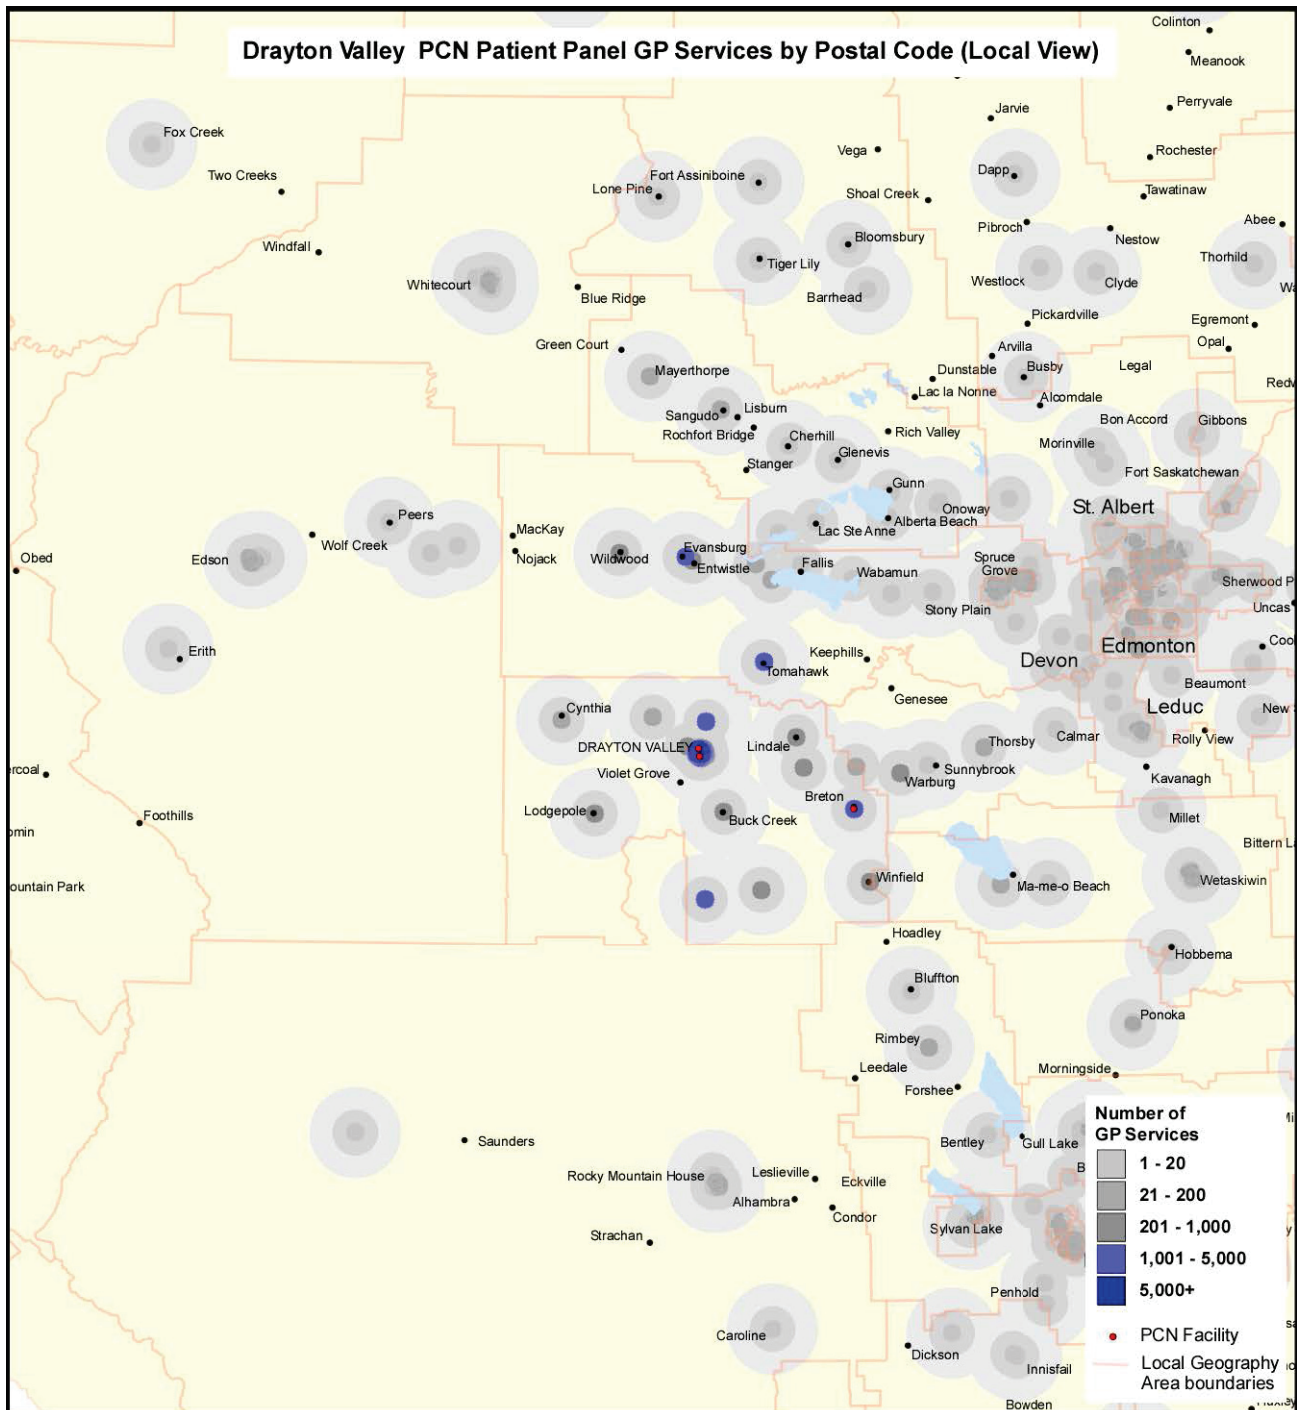 Colinton
Drayton Valley  PCN Patient Panel GP Services by Postal Code (Local View)
Meanook
Perryvale
Jarvie
Fox Creek
Vega
Rochester
Two Creeks
Fort Assiniboine
Dapp
Lone Pine
Shoal Creek
Tawatinaw
Abee
Pibroch
Nestow
Windfall
Bloomsbury
Thorhild
Tiger Lily
Whitecourt
Westlock
Clyde
Barrhead
Blue Ridge
Pickardville
Egremont
Green Court
Arvilla
Opal
Mayerthorpe
Dunstable
Busby
Legal
Lac la Nonne
Alcomdale
Sangudo
Lisburn
Bon Accord
Gibbons
Rochfort Bridge
Cherhill
Rich Valley
Morinville
Glenevis
Stanger
Fort Saskatchewan
Gunn
Onoway
St. Albert
Peers
Alberta Beach
MacKay
Lac Ste Anne
Wolf Creek
Evansburg
Obed
Edson
Nojack
Wildwood
Spruce
Grove
Entwistle
Fallis
Wabamun
Sherwood P
Stony Plain
Uncas
Erith
Keephills
Edmonton
Coo
Devon
Tomahawk
Beaumont
Genesee
Cynthia
Leduc
New
DRAYTON VALLEY
Lindale
Thorsby
Calmar
Rolly View
ercoal
Violet Grove
Sunnybrook
Warburg
Kavanagh
Breton
Foothills
Lodgepole
Buck Creek
Millet
omin
Bittern La
ountain Park
Winfield
Ma-me-o Beach
Wetaskiwin
Hoadley
Hobbema
Bluffton
Ponoka
Rimbey
Leedale
Morningside
Forshee
Number of
GP Services
Saunders
Bentley
Gull Lake
1 - 20
Rocky Mountain House
Leslieville
Eckville
21 - 200
Alhambra
Condor
Sylvan Lake
201 - 1,000
Strachan
1,001 - 5,000
Penhold
5,000+
Caroline
PCN Facility
Dickson
Innisfail
Local Geography
Area boundaries
Bowden